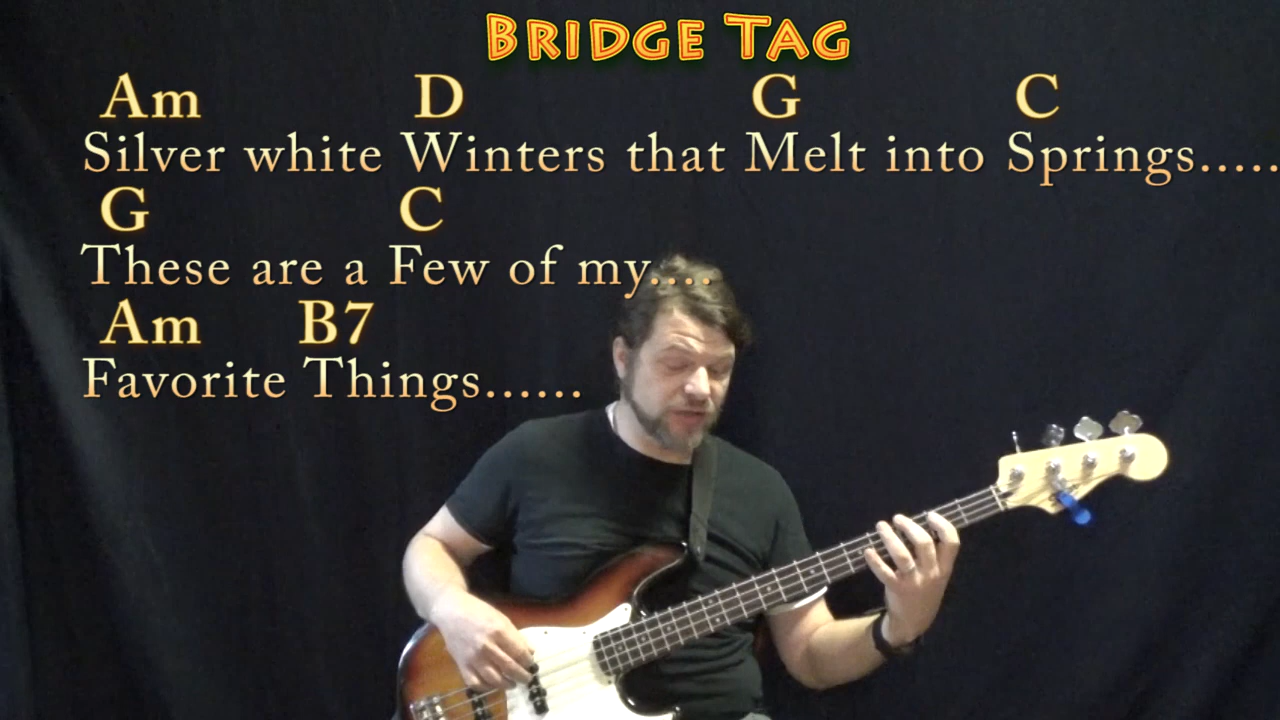 Bridge Tag
Am D G C
Silver white Winters that Melt into Springs.....
G C
These are a Few of my....
Am B7
Favorite Things......